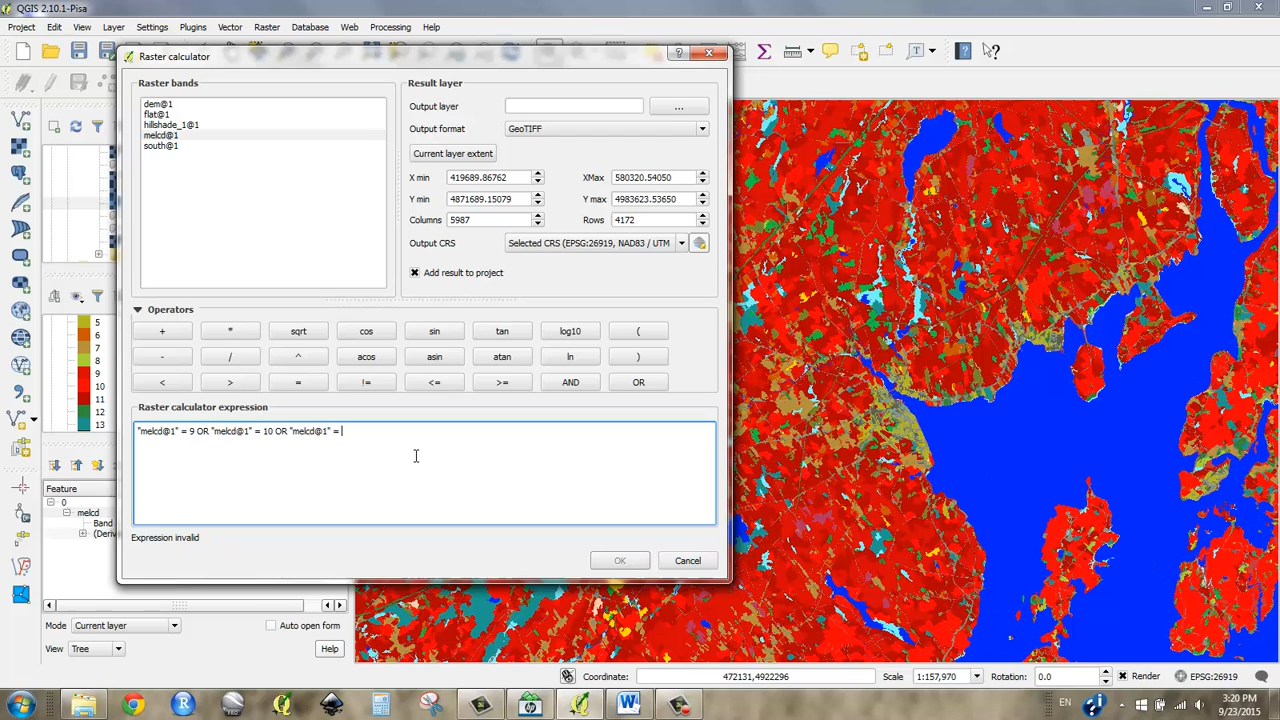 QGIS 2.10.1-Pisa
Project Edit View Layer Settings Plugins Vector Raster Database Web Processing Help
Raster calculator
Raster bands
dem@1
flat@1
hillshade_1@1
melcd@1
south@1
Result layer
Output layer ...
Output format GeoTIFF
Current layer extent
X min 419689.86762 XMax 580320.54050
Y min 4871689.15079 Y max 4983623.53650
Columns 5987 Rows 4172
Output CRS Selected CRS (EPSG:26919, NAD83 / UTM
Add result to project
Operators
+ * sqrt cos sin tan log10 (
- / ^ acos asin atan ln )
< > = != <= >= AND OR
Raster calculator expression
"melcd@1" = 9 OR "melcd@1" = 10 OR "melcd@1" =
Expression invalid
OK Cancel
5
6
7
8
9
10
11
12
13
Feature
0
melcd
Band
(Deriv
Mode Current layer Auto open form
View Tree Help
Coordinate: 472131,4922296 Scale 1:157,970 Rotation: 0.0 Render EPSG:26919
EN 3:20 PM
9/23/2015